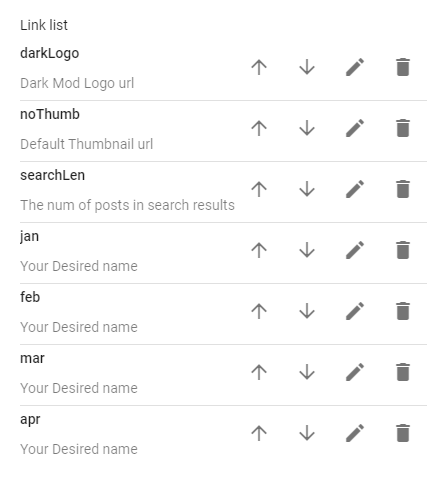 Link list
darkLogo
Dark Mod Logo url
noThumb
Default Thumbnail url
searchLen
The num of posts in search results
jan
Your Desired name
feb
Your Desired name
mar
Your Desired name
apr
Your Desired name